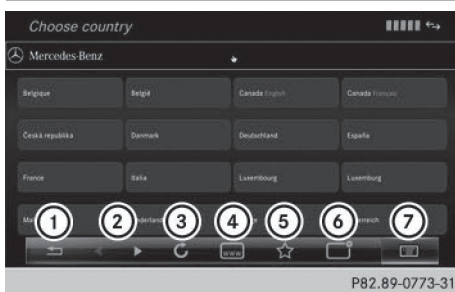 Choose country
Mercedes-Benz
Belgique België Canada English Canada Français
Česká republika Danmark Deutschland España
France Italia Luxembourg Luxemburg
1 2 3 4 5 6 7
www
P82.89-0773-31